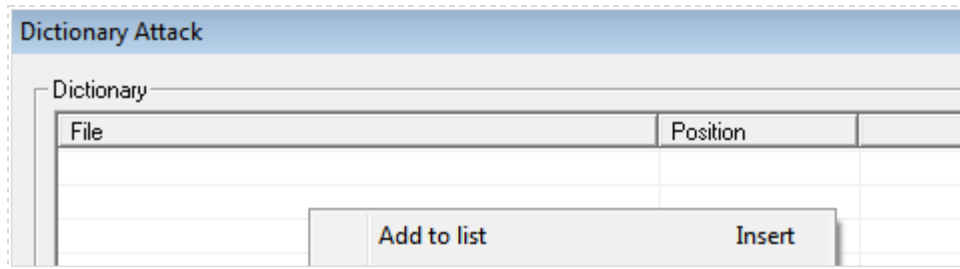 Dictionary Attack
Dictionary
File Position
Add to list Insert